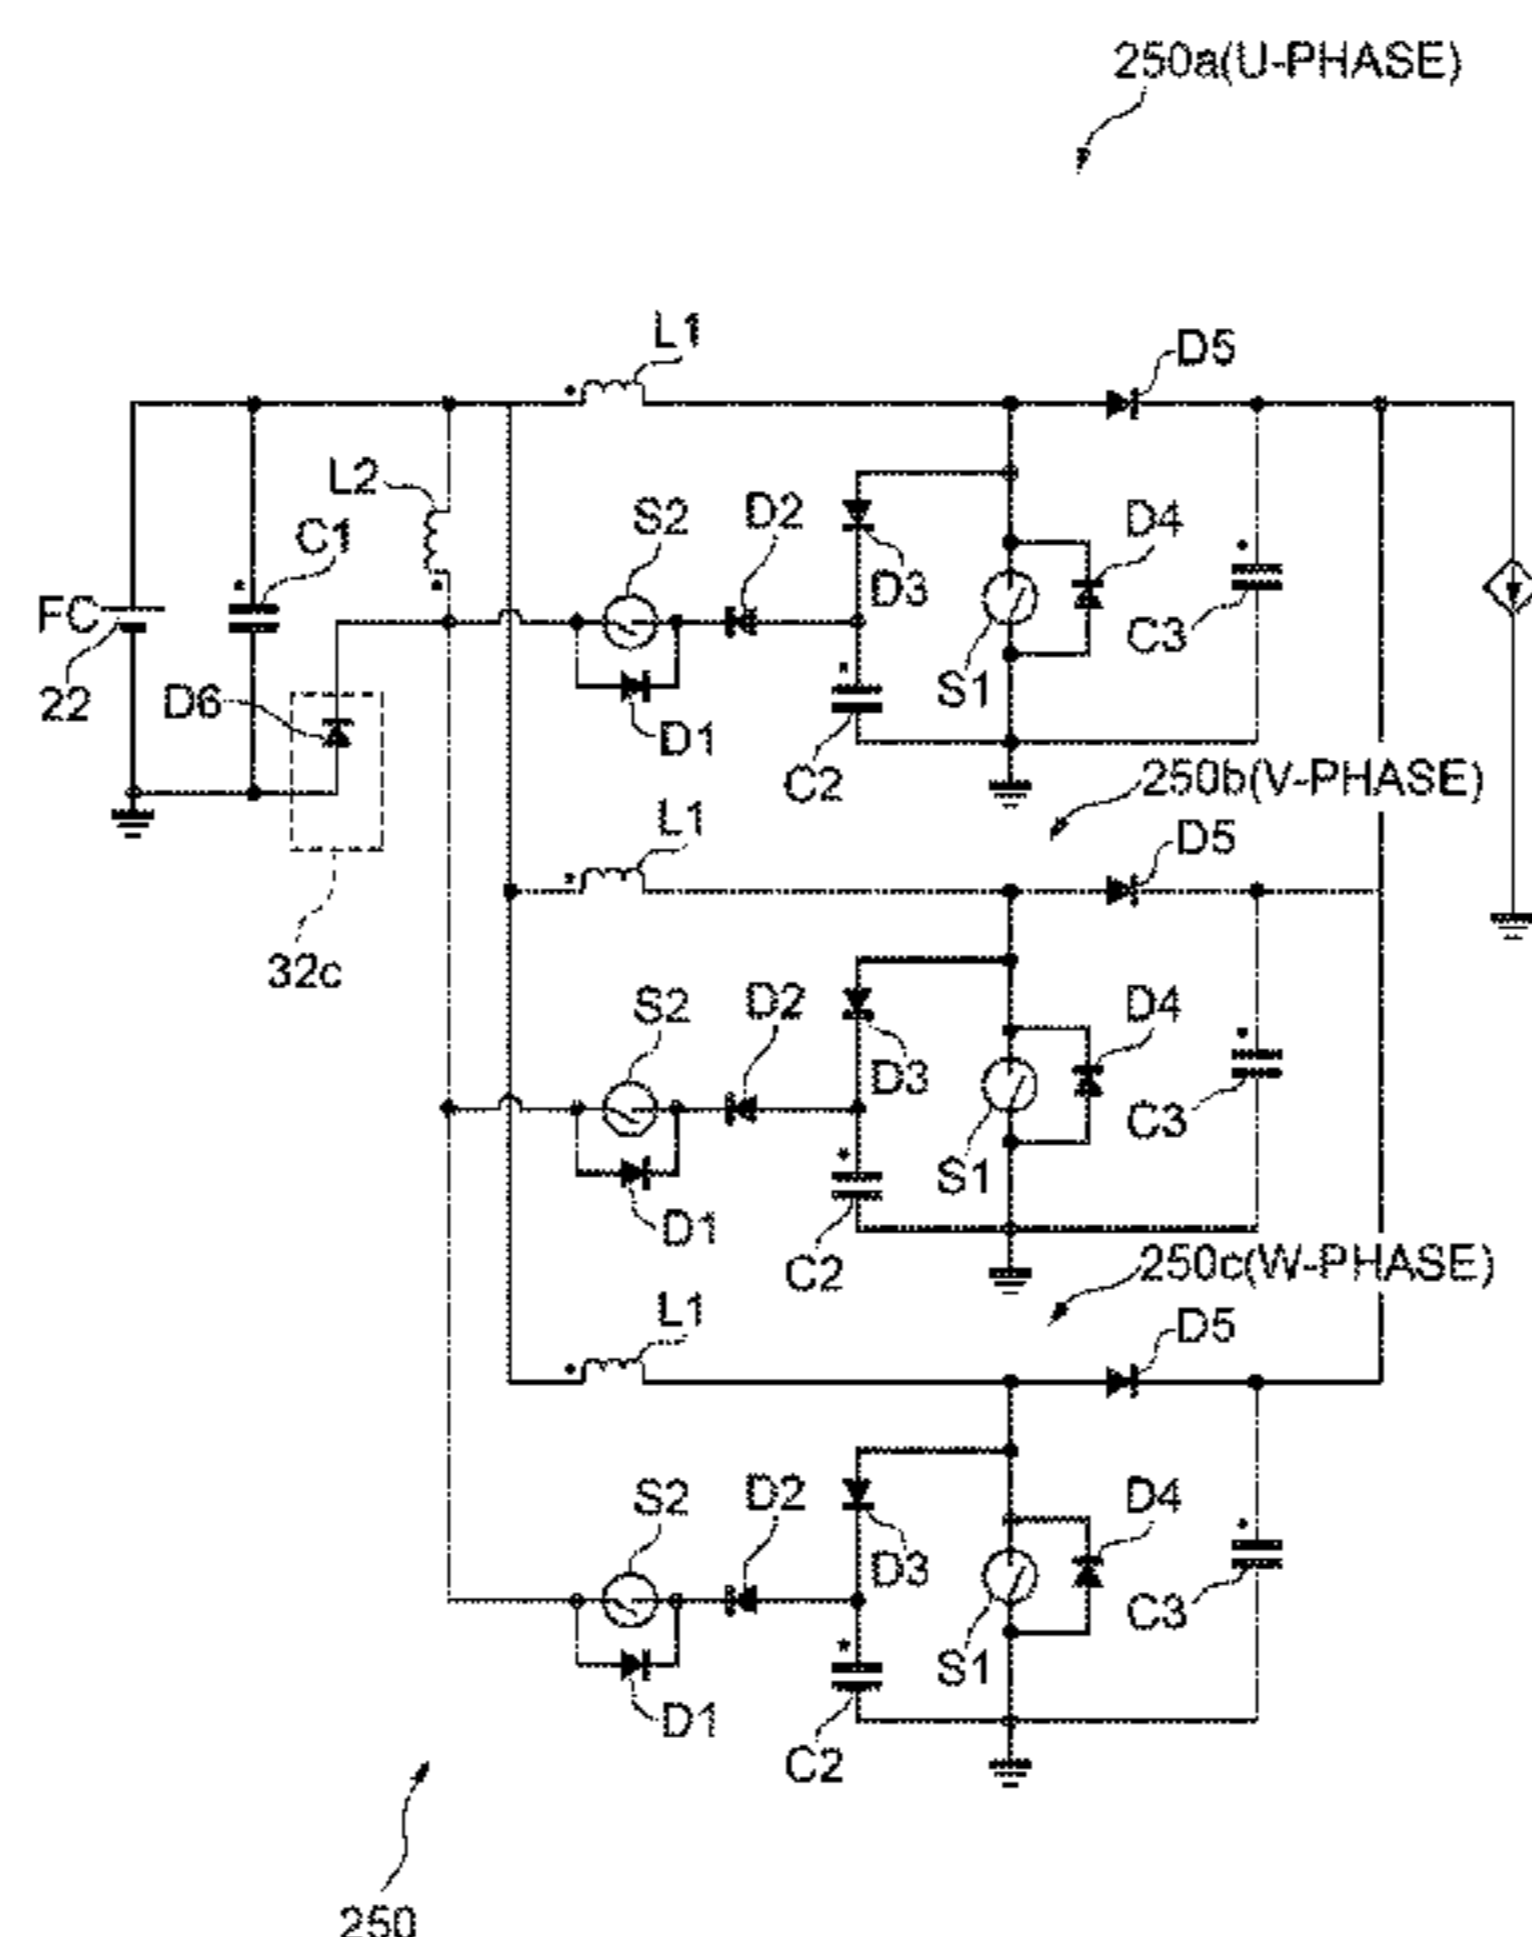 250a(U-PHASE)
L1
D5
L2
S2
D2
D4
C1
FC
D3
C3
22
D6
S1
D1
C2
250b(V-PHASE)
L1
D5
32c
S2
D2
D4
D3
C3
S1
D1
C2
250c(W-PHASE)
L1
D5
S2
D2
D4
D3
C3
S1
D1
C2
250